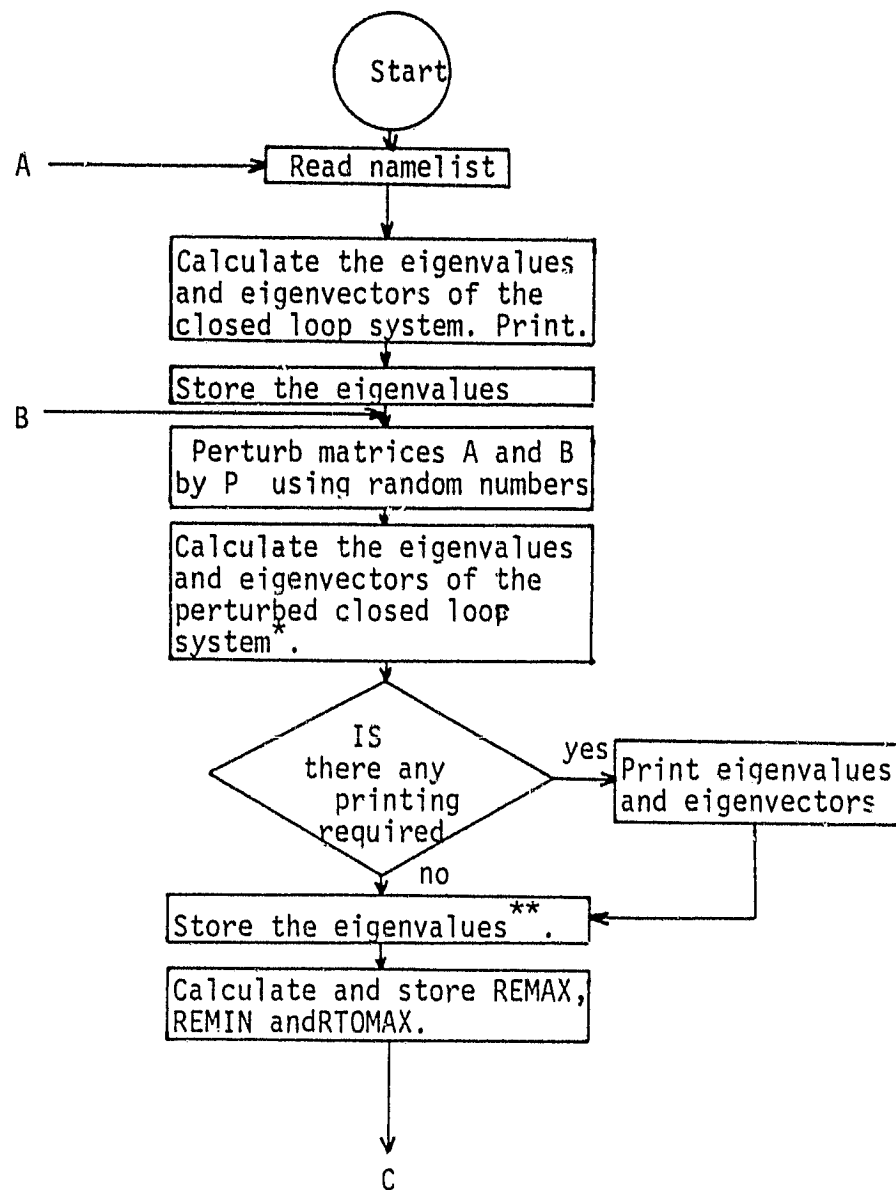 Start
A
Read namelist
Calculate the eigenvalues
and eigenvectors of the
closed loop system. Print.
Store the eigenvalues
B
Perturb matrices A and B
by P using random numbers
Calculate the eigenvalues
and eigenvectors of the
perturbed closed loop
system*.
IS
there any
printing
required
yes
Print eigenvalues
and eigenvectors
no
Store the eigenvalues**.
Calculate and store REMAX,
REMIN andRTOMAX.
C